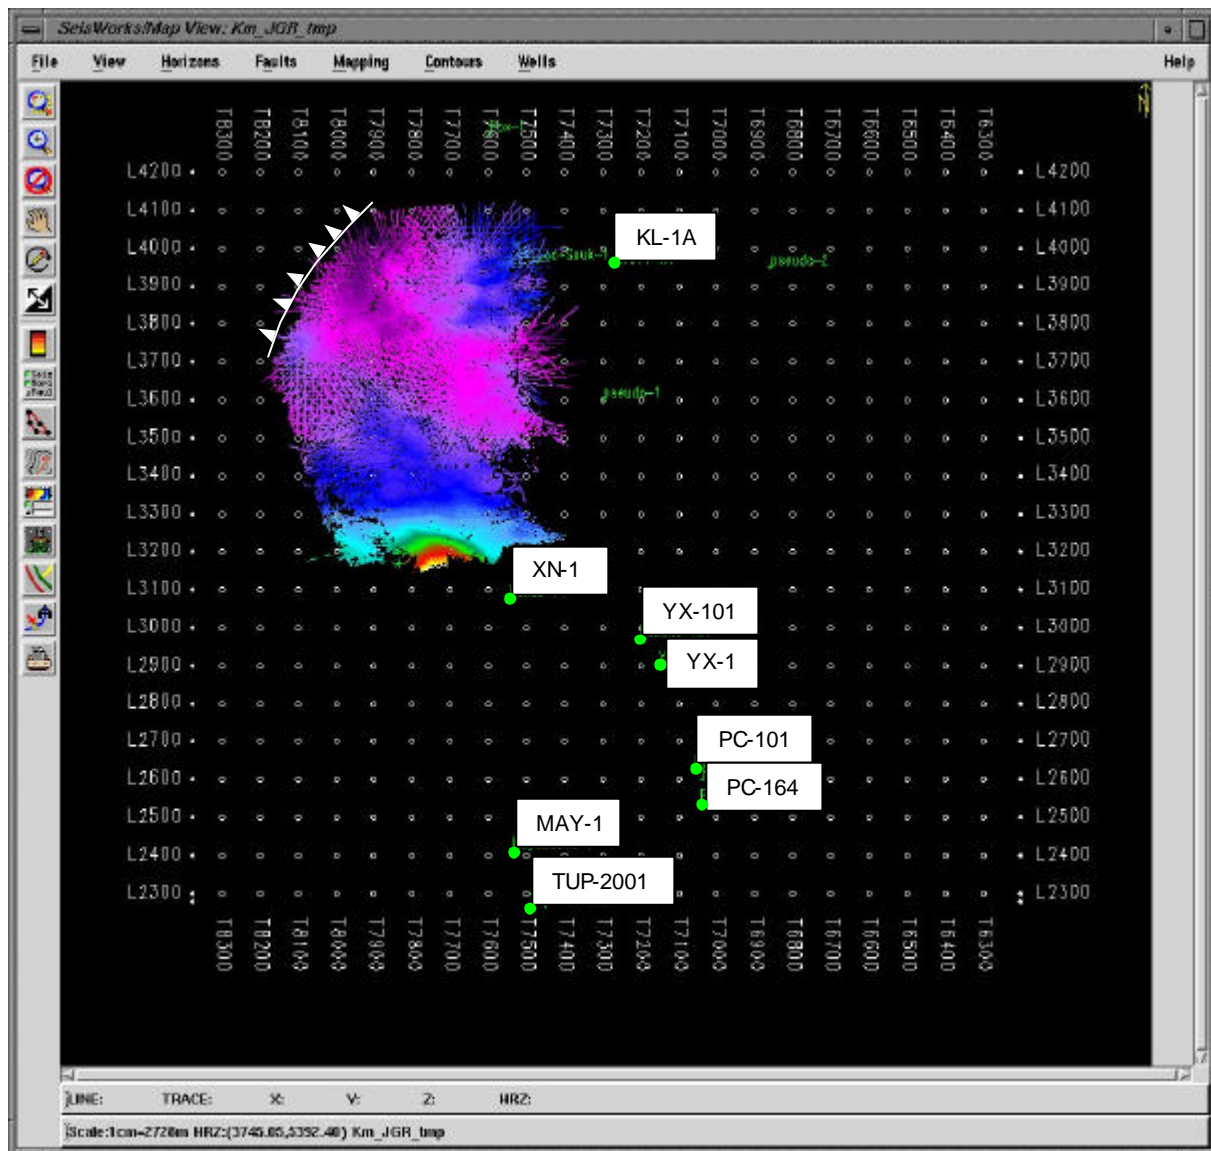 SeisWorks/Map View: Km_JGR_tmp
File View Horizons Faults Mapping Contours Wells Help
T8300 T8200 T8100 T8000 T7900 T7800 T7700 T7600 T7500 T7400 T7300 T7200 T7100 T7000 T6900 T6800 T6700 T6600 T6500 T6400 T6300
L4200 L4200
L4100 L4100
KL-1A
L4000 L4000
pseudo-2
L3900 L3900
L3800 L3800
L3700 L3700
pseudo-1
L3600 L3600
L3500 L3500
L3400 L3400
L3300 L3300
L3200 L3200
XN-1
L3100 L3100
YX-101
L3000 L3000
YX-1
L2900 L2900
L2800 L2800
PC-101
L2700 L2700
L2600 L2600
PC-164
L2500 L2500
MAY-1
L2400 L2400
TUP-2001
L2300 L2300
T8300 T8200 T8100 T8000 T7900 T7800 T7700 T7600 T7500 T7400 T7300 T7200 T7100 T7000 T6900 T6800 T6700 T6600 T6500 T6400 T6300
LINE: TRACE: X: Y: Z: HRZ:
Scale:1cm=2728m HRZ:(3745.05,5392.40) Km_JGR_tmp